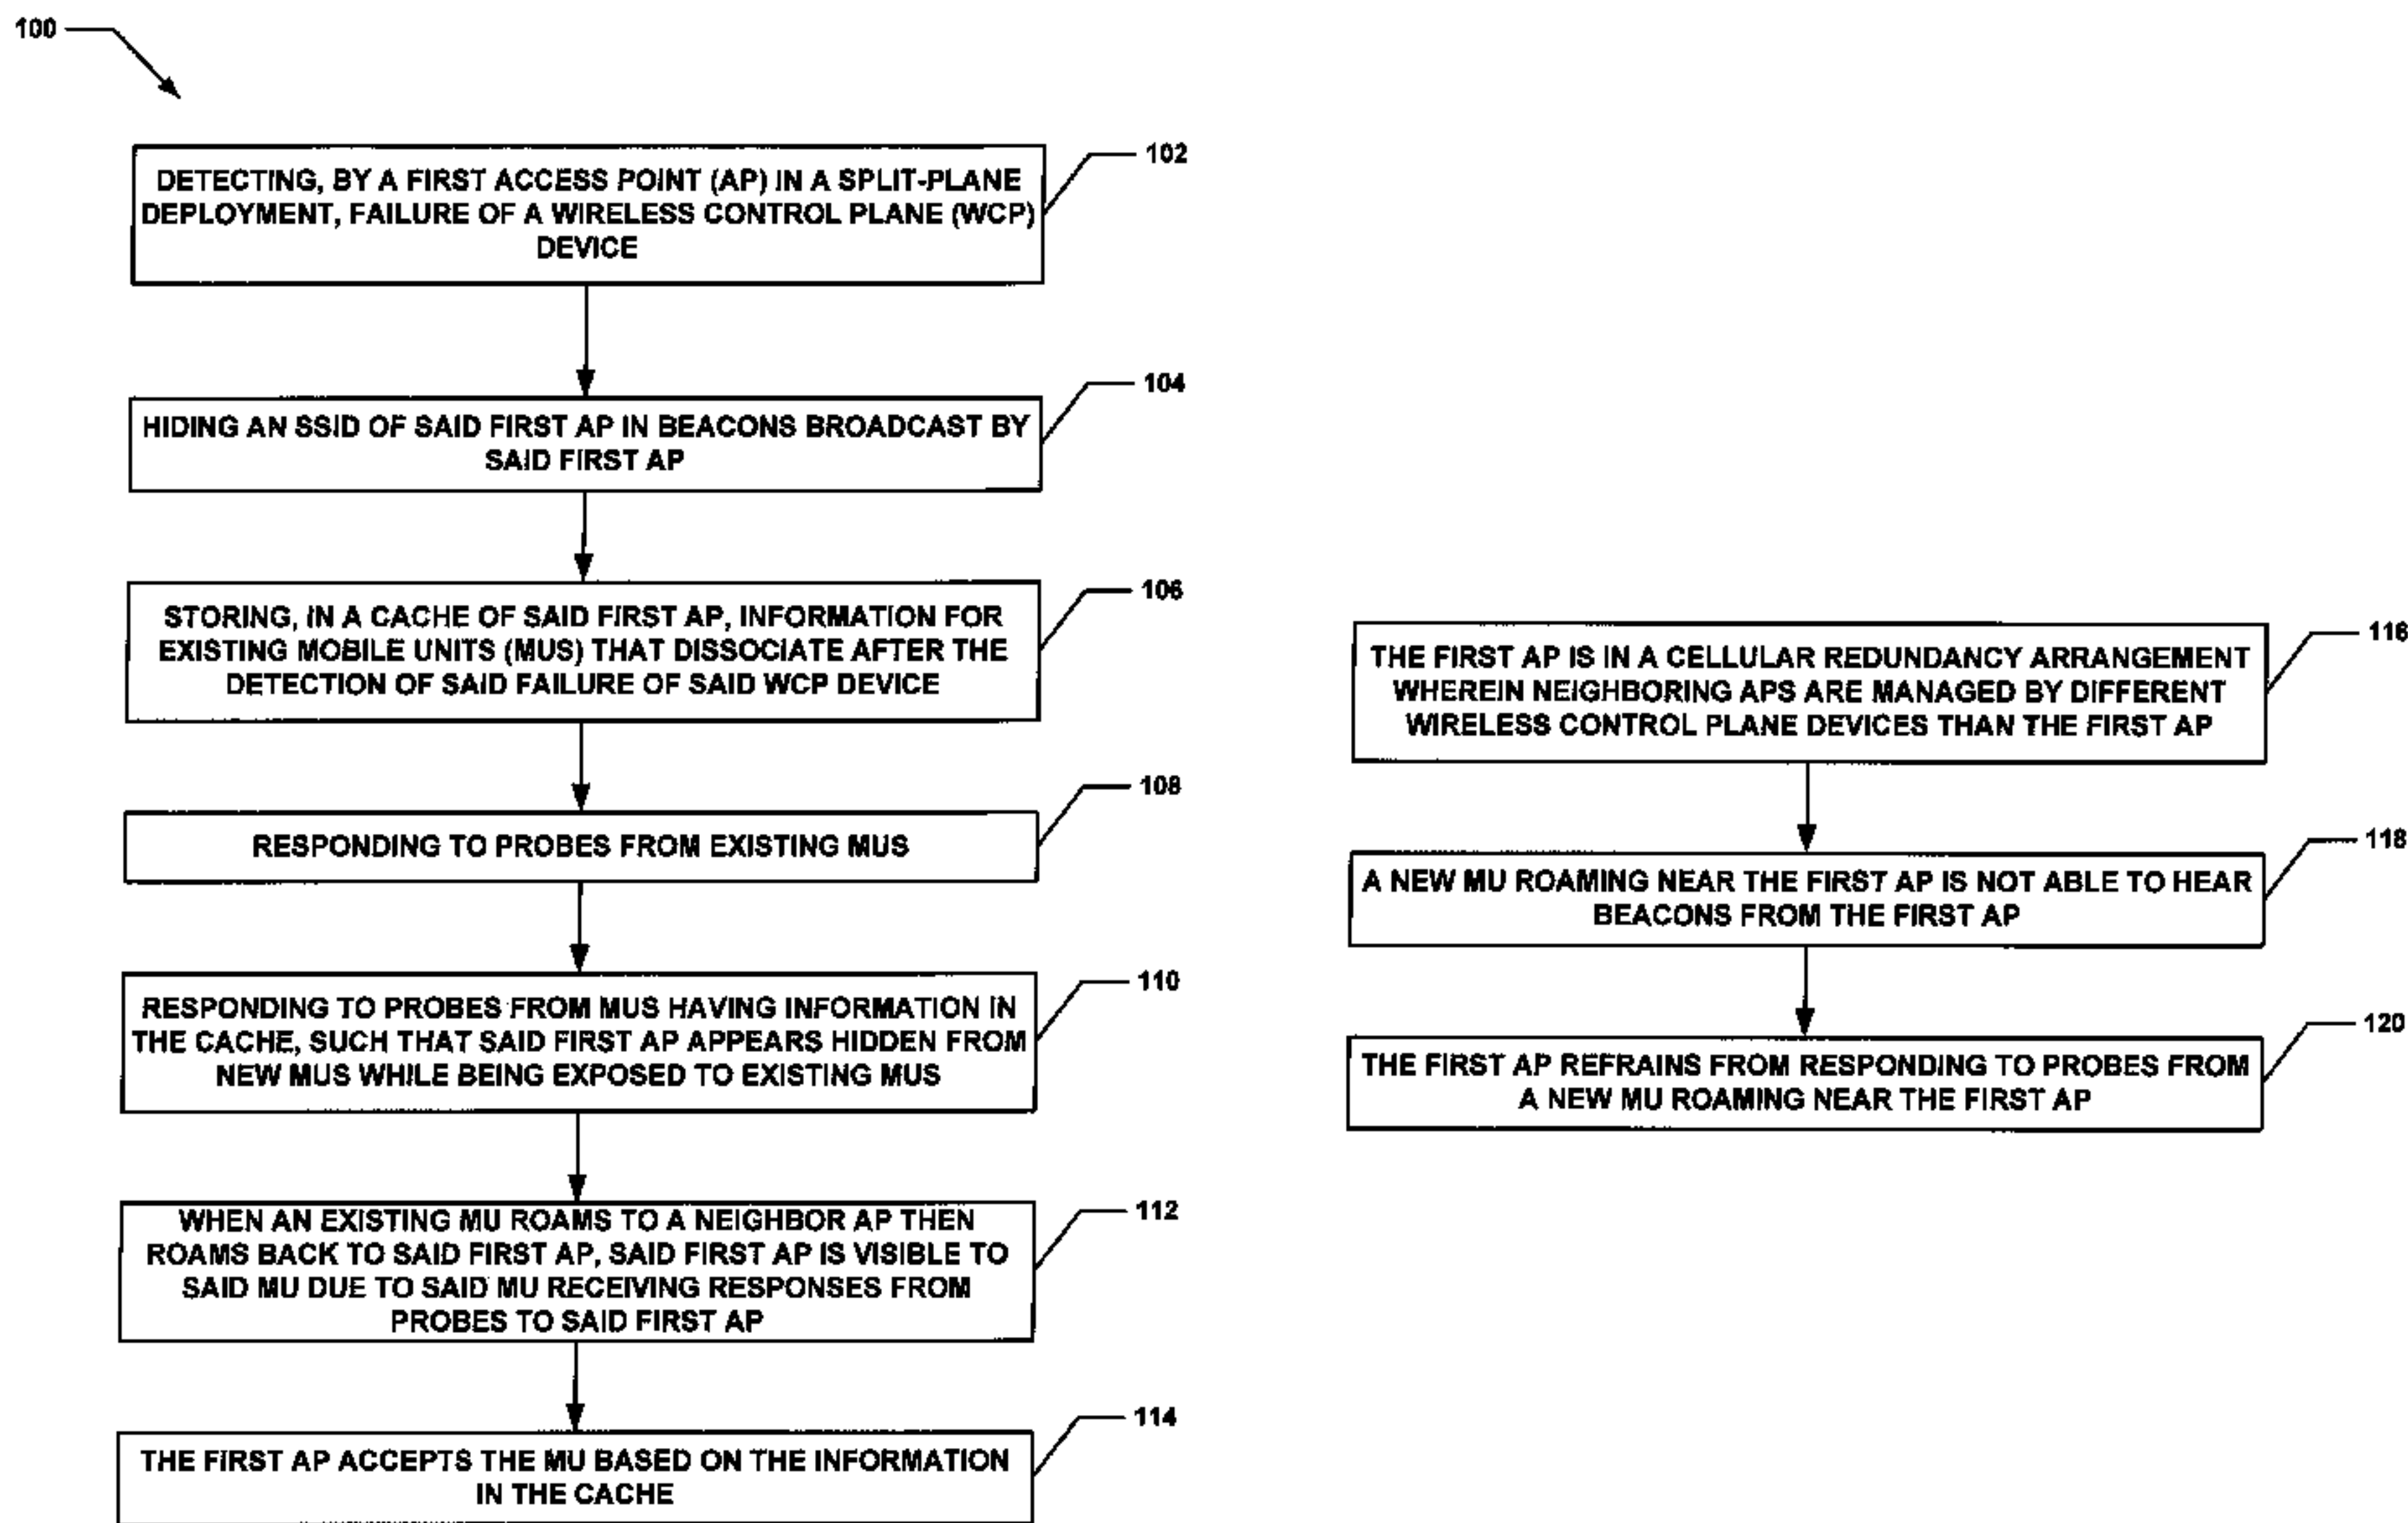 100
DETECTING, BY A FIRST ACCESS POINT (AP) IN A SPLIT-PLANE
DEPLOYMENT, FAILURE OF A WIRELESS CONTROL PLANE (WCP)
DEVICE
102
HIDING AN SSID OF SAID FIRST AP IN BEACONS BROADCAST BY
SAID FIRST AP
104
STORING, IN A CACHE OF SAID FIRST AP, INFORMATION FOR
EXISTING MOBILE UNITS (MUS) THAT DISSOCIATE AFTER THE
DETECTION OF SAID FAILURE OF SAID WCP DEVICE
106
RESPONDING TO PROBES FROM EXISTING MUS
108
RESPONDING TO PROBES FROM MUS HAVING INFORMATION IN
THE CACHE, SUCH THAT SAID FIRST AP APPEARS HIDDEN FROM
NEW MUS WHILE BEING EXPOSED TO EXISTING MUS
110
WHEN AN EXISTING MU ROAMS TO A NEIGHBOR AP THEN
ROAMS BACK TO SAID FIRST AP, SAID FIRST AP IS VISIBLE TO
SAID MU DUE TO SAID MU RECEIVING RESPONSES FROM
PROBES TO SAID FIRST AP
112
THE FIRST AP ACCEPTS THE MU BASED ON THE INFORMATION
IN THE CACHE
114
THE FIRST AP IS IN A CELLULAR REDUNDANCY ARRANGEMENT
WHEREIN NEIGHBORING APS ARE MANAGED BY DIFFERENT
WIRELESS CONTROL PLANE DEVICES THAN THE FIRST AP
116
A NEW MU ROAMING NEAR THE FIRST AP IS NOT ABLE TO HEAR
BEACONS FROM THE FIRST AP
118
THE FIRST AP REFRAINS FROM RESPONDING TO PROBES FROM
A NEW MU ROAMING NEAR THE FIRST AP
120